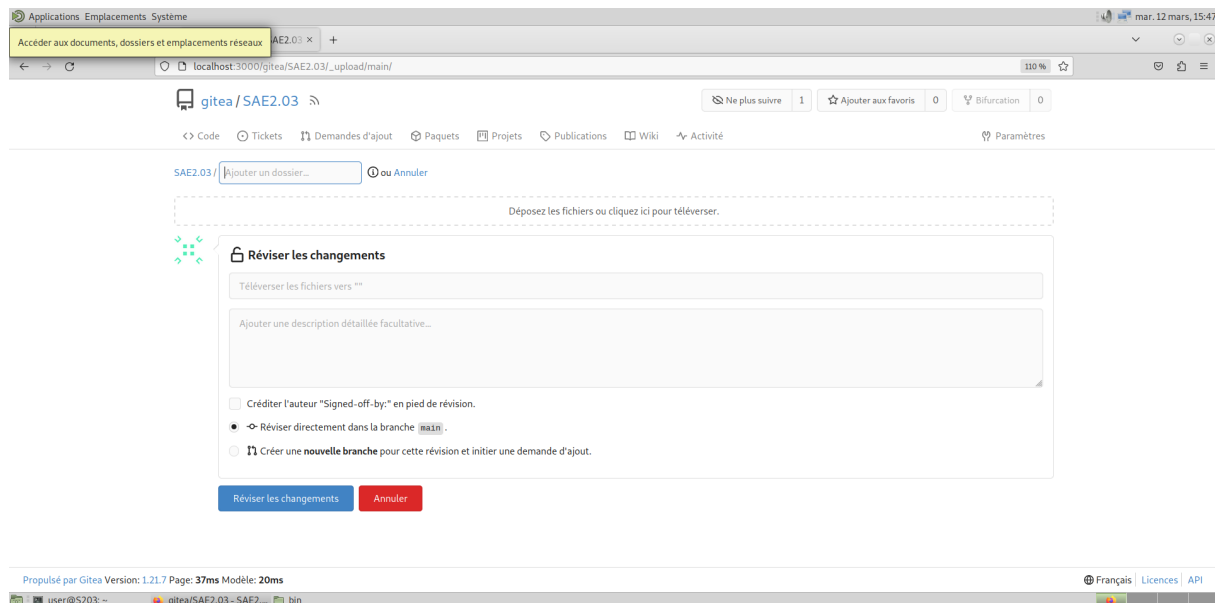 Applications Emplacements Système
mar. 12 mars, 15:47
Accéder aux documents, dossiers et emplacements réseaux
AE2.03 × +
localhost:3000/gitea/SAE2.03/_upload/main/
110 %
gitea / SAE2.03
Ne plus suivre 1
Ajouter aux favoris 0
Bifurcation 0
<> Code Tickets Demandes d'ajout Paquets Projets Publications Wiki Activité Paramètres
SAE2.03 / Ajouter un dossier... ou Annuler
Déposez les fichiers ou cliquez ici pour téléverser.
Réviser les changements
Téléverser les fichiers vers ""
Ajouter une description détaillée facultative…
Créditer l'auteur "Signed-off-by:" en pied de révision.
Réviser directement dans la branche main .
Créer une nouvelle branche pour cette révision et initier une demande d'ajout.
Réviser les changements Annuler
Propulsé par Gitea Version: 1.21.7 Page: 37ms Modèle: 20ms
Français Licences API
user@S203: ~ gitea/SAE2.03 - SAE2... bin